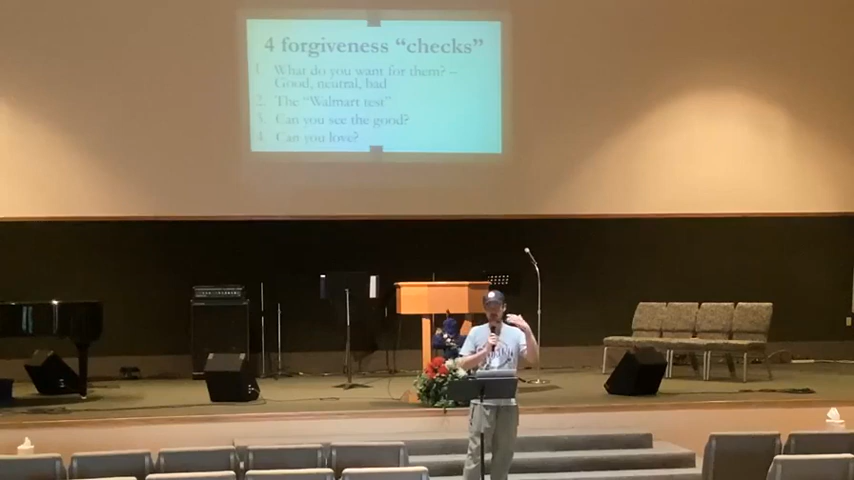 4 forgiveness “checks”
1. What do you want for them? –
Good, neutral, bad
2. The “Walmart test”
3. Can you see the good?
4. Can you love?